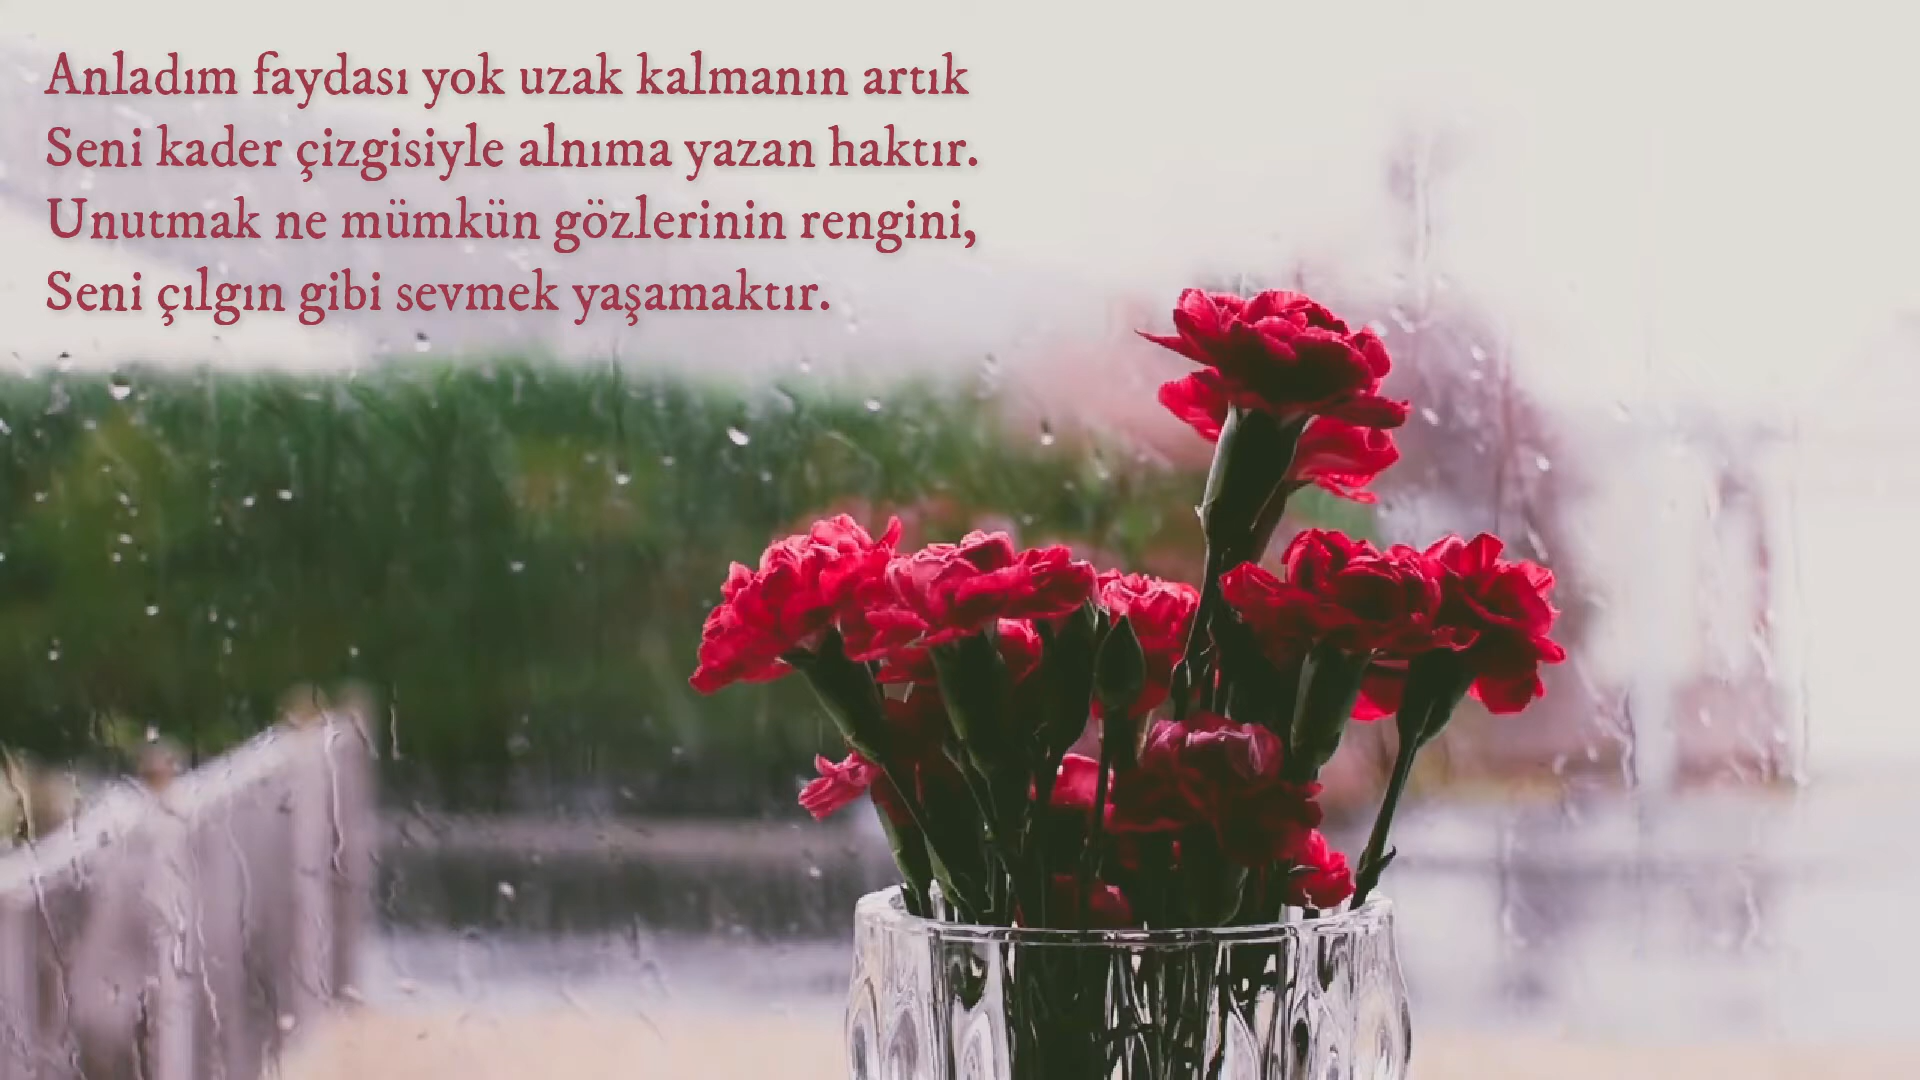 Anladım faydası yok uzak kalmanın artık
Seni kader çizgisiyle alnıma yazan haktır.
Unutmak ne mümkün gözlerinin rengini,
Seni çılgın gibi sevmek yaşamaktır.